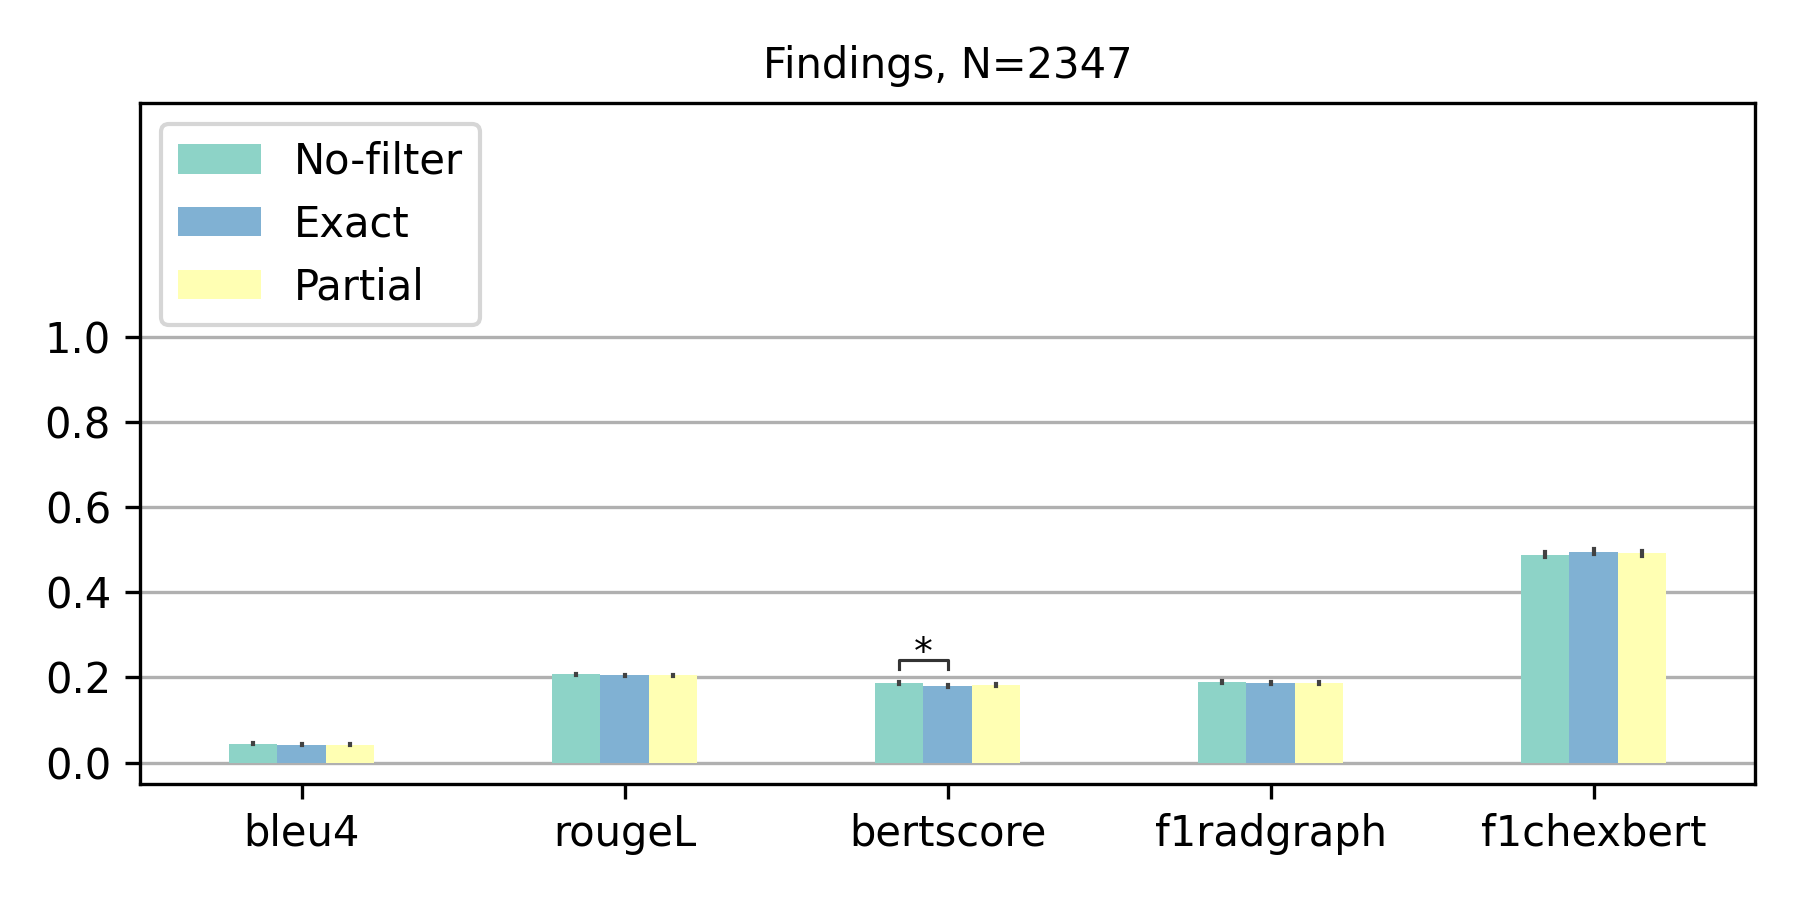 Findings, N=2347
No-filter
Exact
Partial
1.0
0.8
0.6
0.4
0.2
0.0
*
bleu4
rougeL
bertscore
f1radgraph
f1chexbert